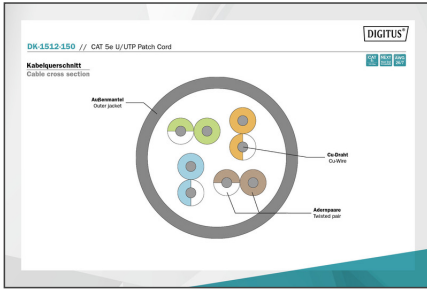 DIGITUS®
DK-1512-150 // CAT 5e U/UTP Patch Cord
Kabelquerschnitt
Cable cross section
Außenmantel
Outer jacket
Cu-Draht
Cu-Wire
Aderspaare
Twisted pair